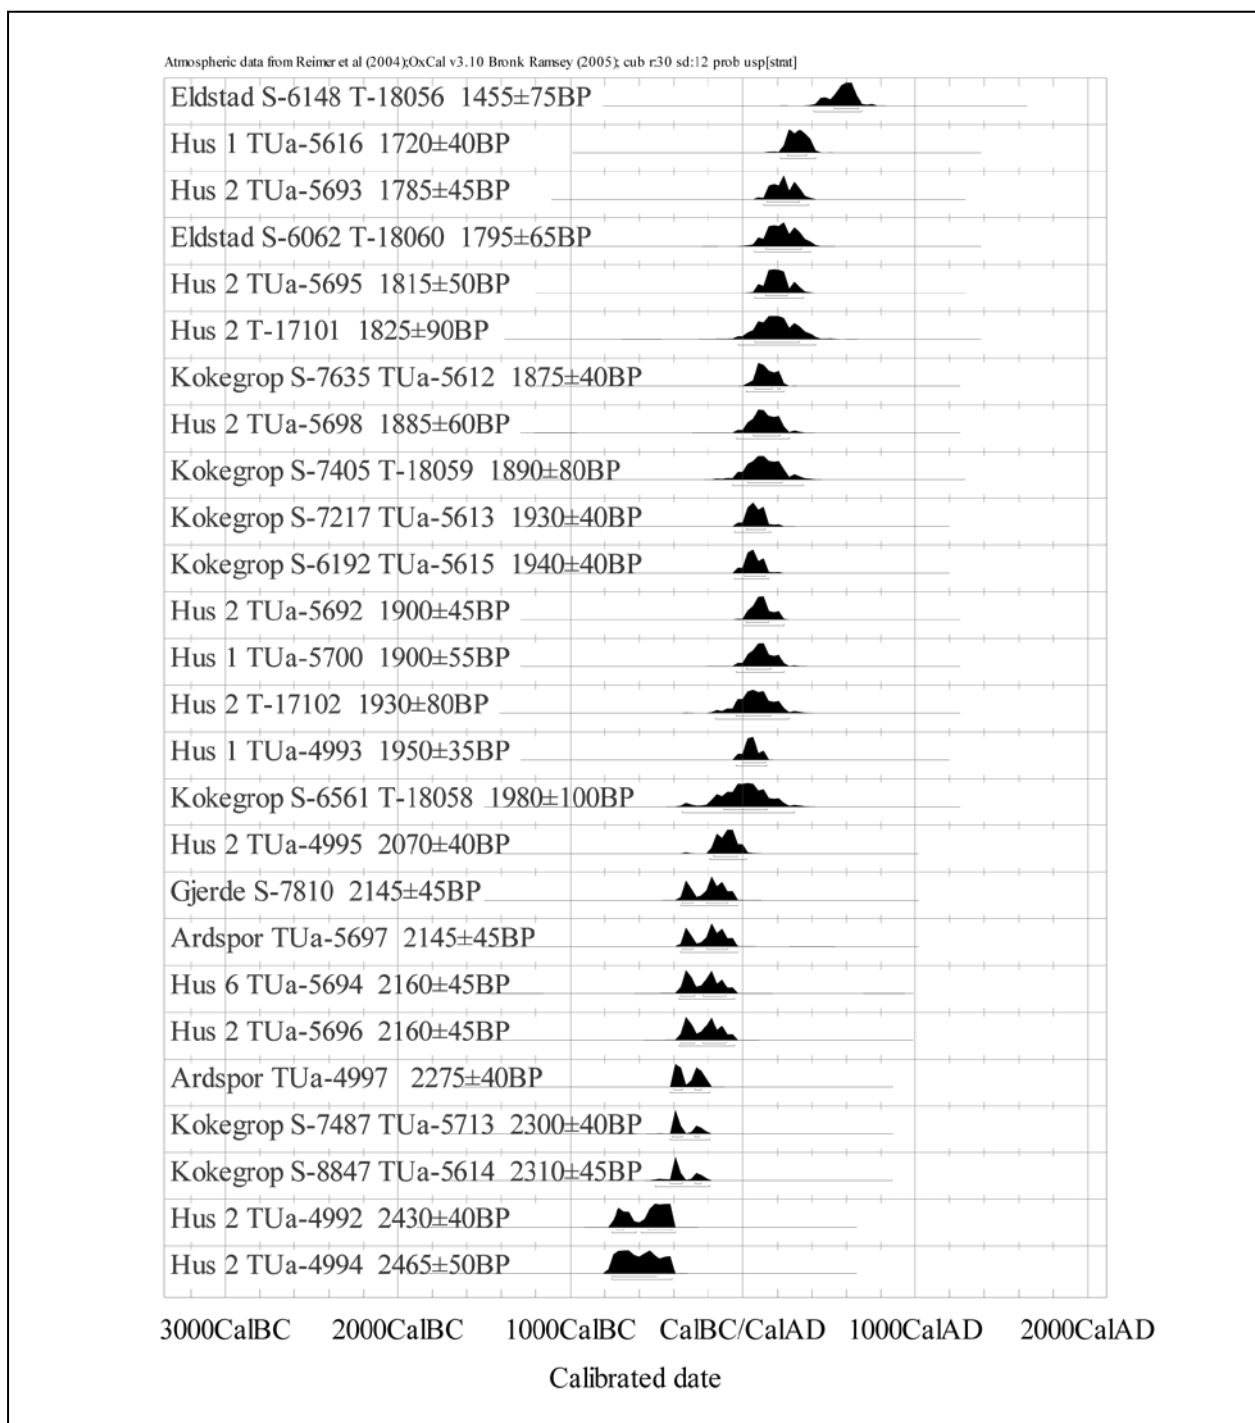 Atmospheric data from Reimer et al (2004);OxCal v3.10 Bronk Ramsey (2005); cub r:30 sd:12 prob usp[strat]
Eldstad S-6148 T-18056 1455±75BP
Hus 1 TUa-5616 1720±40BP
Hus 2 TUa-5693 1785±45BP
Eldstad S-6062 T-18060 1795±65BP
Hus 2 TUa-5695 1815±50BP
Hus 2 T-17101 1825±90BP
Kokegrop S-7635 TUa-5612 1875±40BP
Hus 2 TUa-5698 1885±60BP
Kokegrop S-7405 T-18059 1890±80BP
Kokegrop S-7217 TUa-5613 1930±40BP
Kokegrop S-6192 TUa-5615 1940±40BP
Hus 2 TUa-5692 1900±45BP
Hus 1 TUa-5700 1900±55BP
Hus 2 T-17102 1930±80BP
Hus 1 TUa-4993 1950±35BP
Kokegrop S-6561 T-18058 1980±100BP
Hus 2 TUa-4995 2070±40BP
Gjerde S-7810 2145±45BP
Ardspor TUa-5697 2145±45BP
Hus 6 TUa-5694 2160±45BP
Hus 2 TUa-5696 2160±45BP
Ardspor TUa-4997 2275±40BP
Kokegrop S-7487 TUa-5713 2300±40BP
Kokegrop S-8847 TUa-5614 2310±45BP
Hus 2 TUa-4992 2430±40BP
Hus 2 TUa-4994 2465±50BP
3000CalBC 2000CalBC 1000CalBC CalBC/CalAD 1000CalAD 2000CalAD
Calibrated date